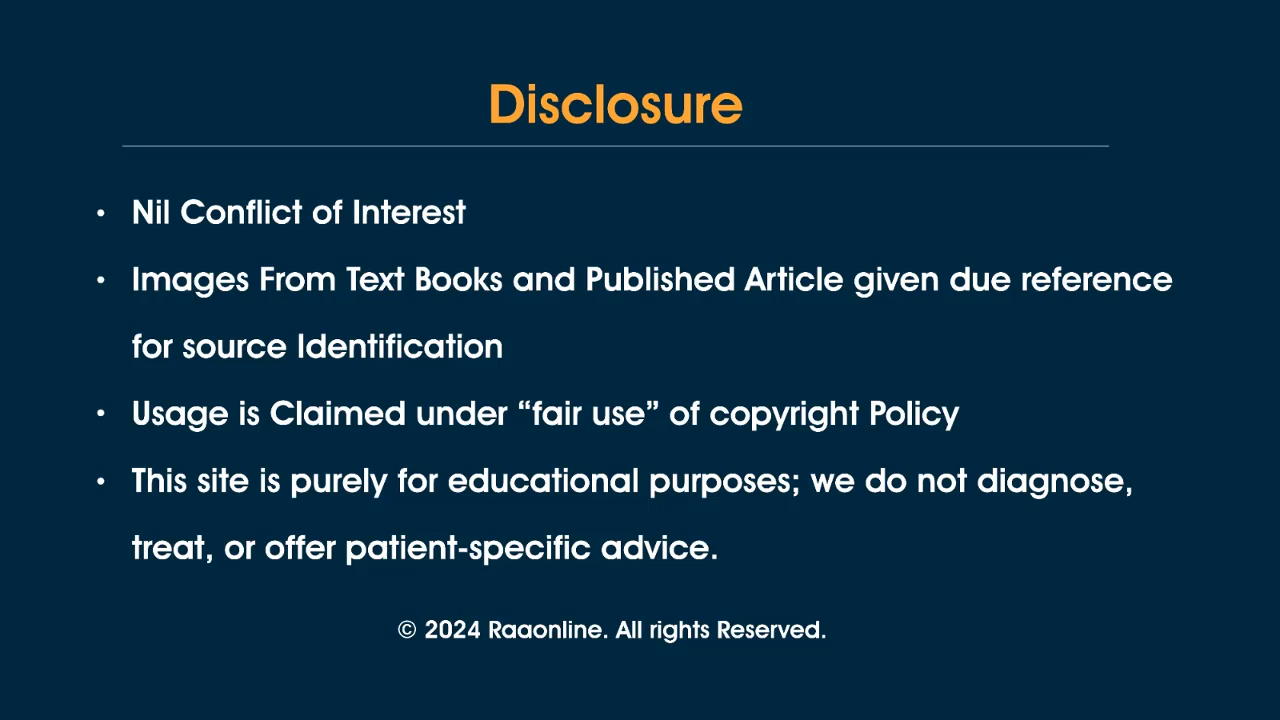 Disclosure
• Nil Conflict of Interest
• Images From Text Books and Published Article given due reference
for source Identification
• Usage is Claimed under “fair use” of copyright Policy
• This site is purely for educational purposes; we do not diagnose,
treat, or offer patient-specific advice.
© 2024 Raaonline. All rights Reserved.